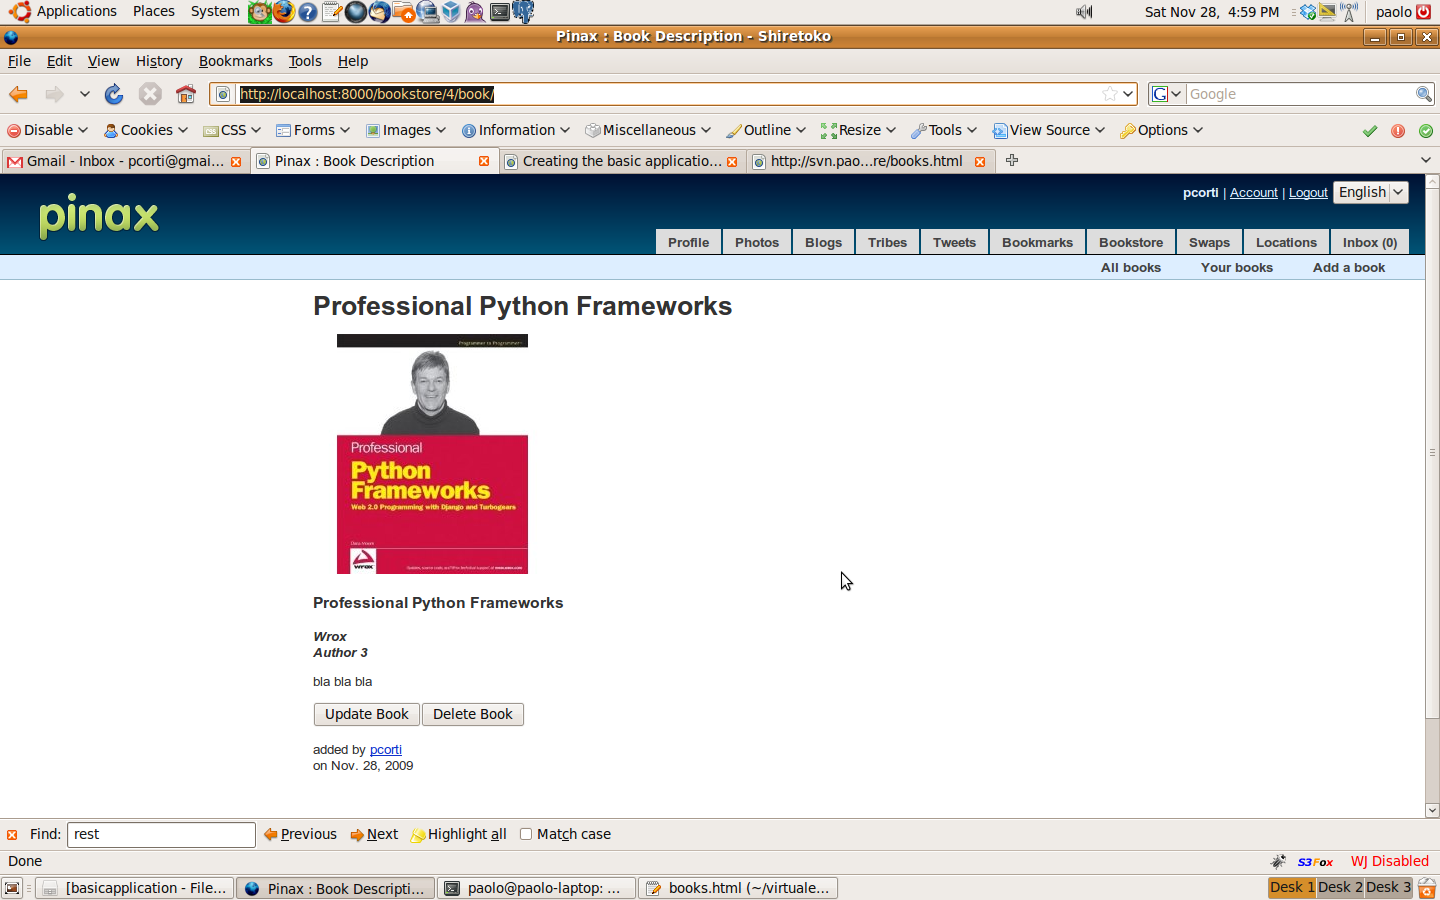 Applications Places System
Sat Nov 28, 4:59 PM paolo
Pinax : Book Description - Shiretoko
File Edit View History Bookmarks Tools Help
http://localhost:8000/bookstore/4/book/
Google
Disable Cookies CSS Forms Images Information Miscellaneous Outline Resize Tools View Source Options
Gmail - Inbox - pcorti@gmai... Pinax : Book Description Creating the basic applicatio... http://svn.pao...re/books.html
pinax
pcorti | Account | Logout English
Profile Photos Blogs Tribes Tweets Bookmarks Bookstore Swaps Locations Inbox (0)
All books Your books Add a book
Professional Python Frameworks
Programmer to Programmer
Professional
Python
Frameworks
Web 2.0 Programming with Django and Turbogears
WROX
Professional Python Frameworks
Wrox
Author 3
bla bla bla
Update Book Delete Book
added by pcorti
on Nov. 28, 2009
Find: rest Previous Next Highlight all Match case
Done
S3Fox WJ Disabled
[basicapplication - File... Pinax : Book Descripti... paolo@paolo-laptop: ... books.html (~/virtuale...
Desk 1 Desk 2 Desk 3